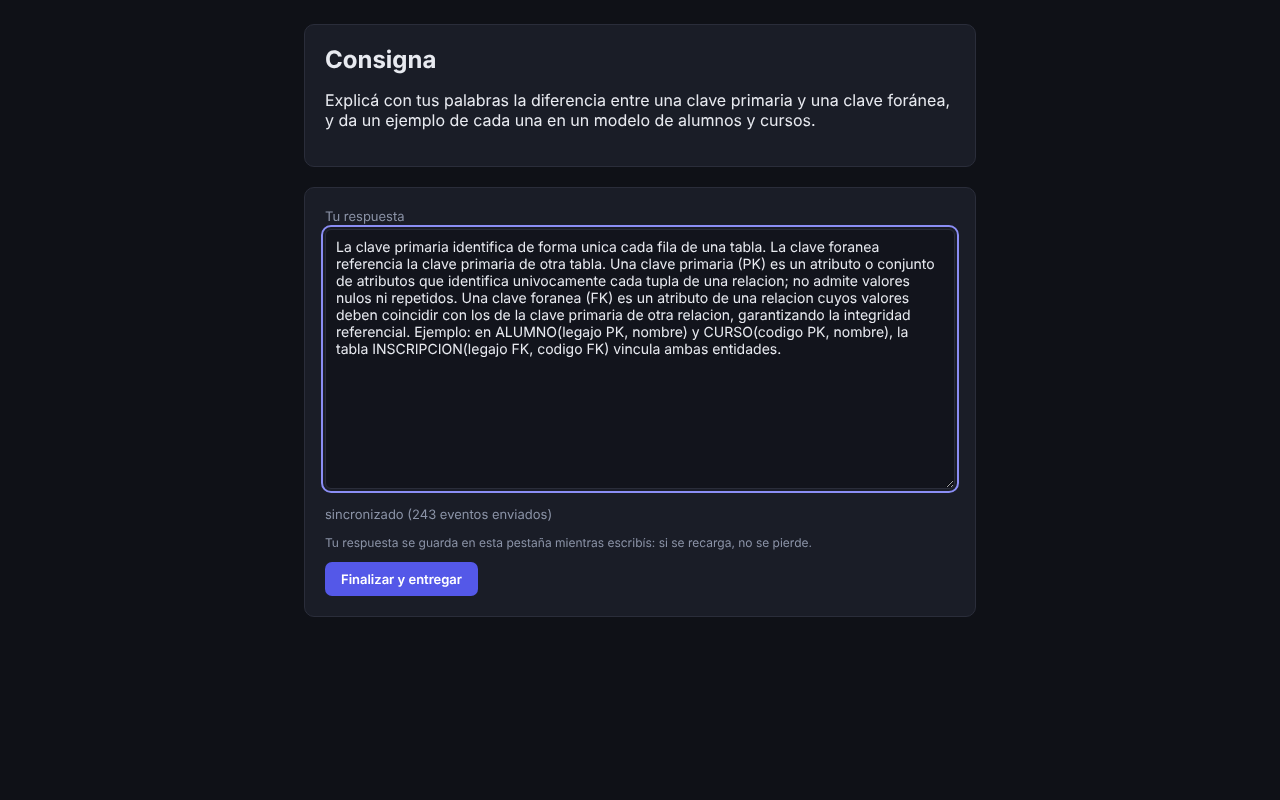 Consigna
Explicá con tus palabras la diferencia entre una clave primaria y una clave foránea,
y da un ejemplo de cada una en un modelo de alumnos y cursos.
Tu respuesta
La clave primaria identifica de forma unica cada fila de una tabla. La clave foranea
referencia la clave primaria de otra tabla. Una clave primaria (PK) es un atributo o conjunto
de atributos que identifica univocamente cada tupla de una relacion; no admite valores
nulos ni repetidos. Una clave foranea (FK) es un atributo de una relacion cuyos valores
deben coincidir con los de la clave primaria de otra relacion, garantizando la integridad
referencial. Ejemplo: en ALUMNO(legajo PK, nombre) y CURSO(codigo PK, nombre), la
tabla INSCRIPCION(legajo FK, codigo FK) vincula ambas entidades.
sincronizado (243 eventos enviados)
Tu respuesta se guarda en esta pestaña mientras escribís: si se recarga, no se pierde.
Finalizar y entregar